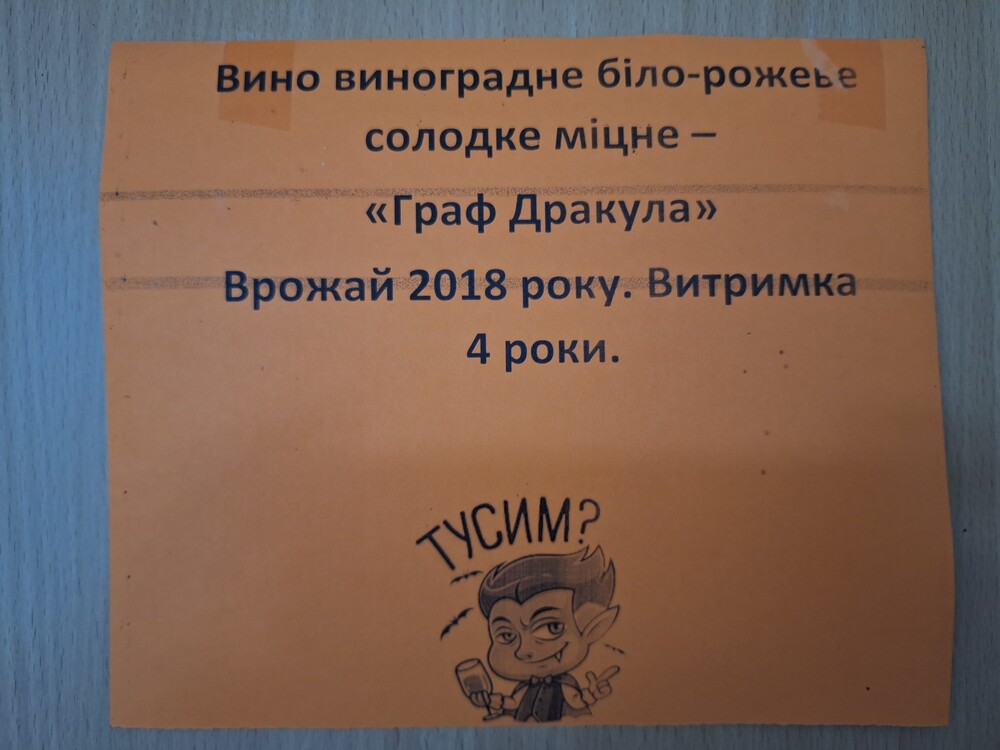 Вино виноградне біло-рожеве
солодке міцне –
«Граф Дракула»
Врожай 2018 року. Витримка
4 роки.
ТУСИМ?